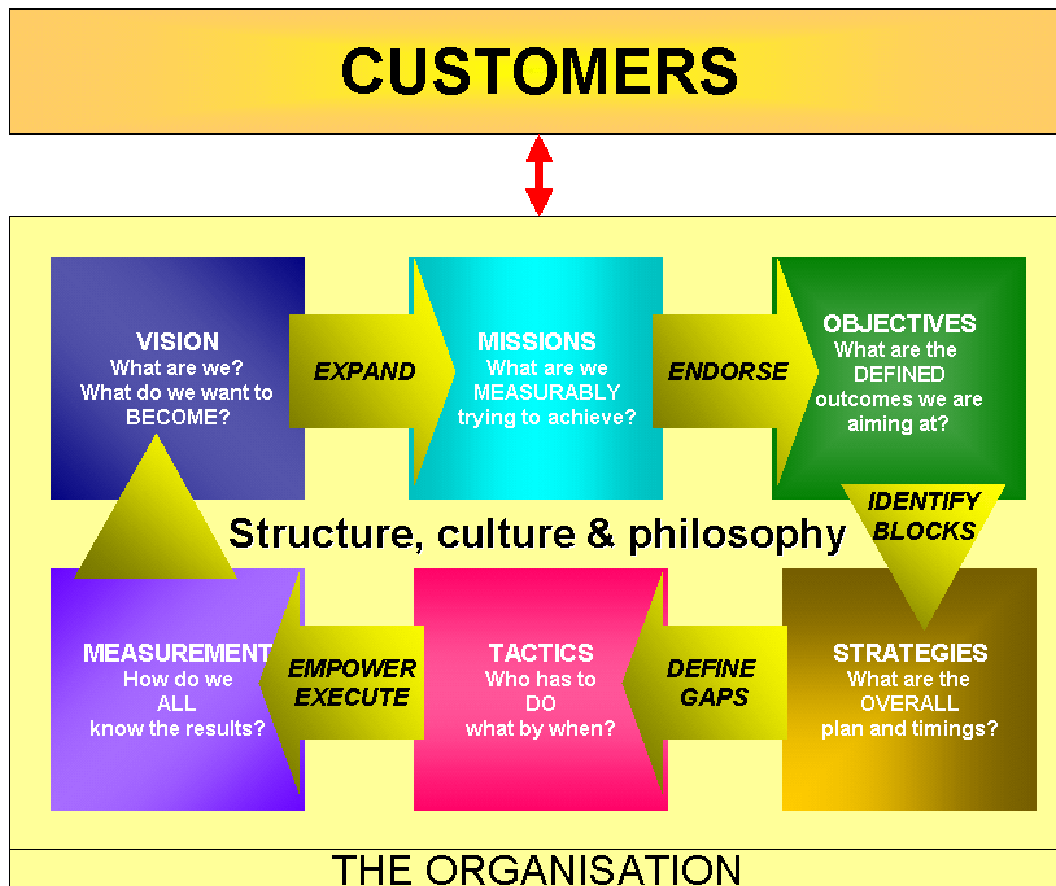 CUSTOMERS
VISION
What are we?
What do we want to
BECOME?
EXPAND
MISSIONS
What are we
MEASURABLY
trying to achieve?
ENDORSE
OBJECTIVES
What are the
DEFINED
outcomes we are
aiming at?
IDENTIFY
BLOCKS
Structure, culture & philosophy
STRATEGIES
What are the
OVERALL
plan and timings?
DEFINE
GAPS
TACTICS
Who has to
DO
what by when?
EMPOWER
EXECUTE
MEASUREMENT
How do we
ALL
know the results?
THE ORGANISATION